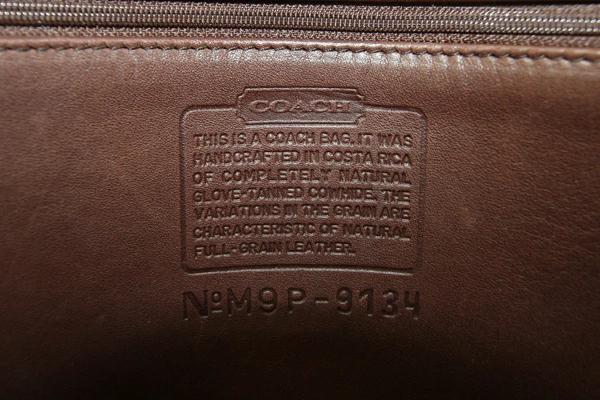 COACH
THIS IS A COACH BAG. IT WAS
HANDCRAFTED IN COSTA RICA
OF COMPLETELY NATURAL
GLOVE-TANNED COWHIDE. THE
VARIATIONS IN THE GRAIN ARE
CHARACTERISTIC OF NATURAL
FULL-GRAIN LEATHER.
№M9P-9134